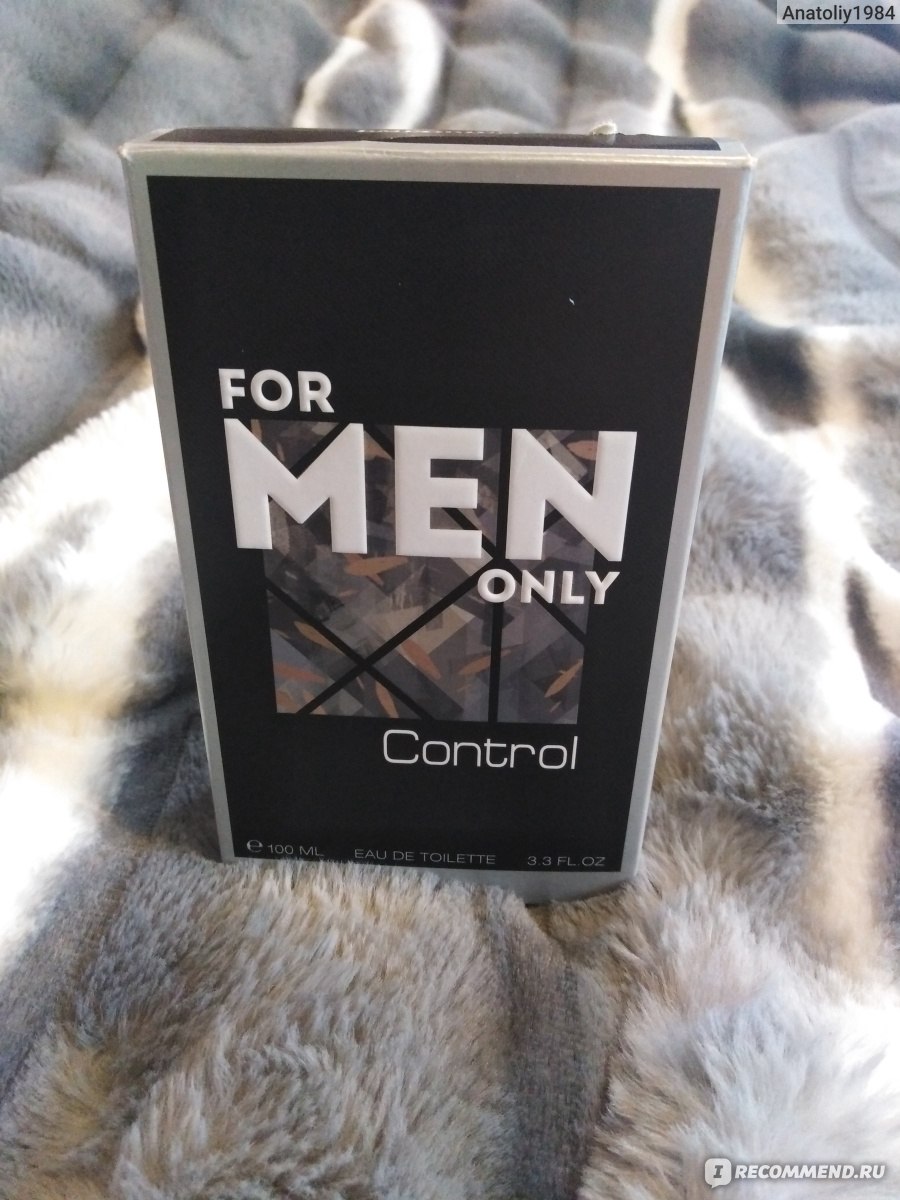 Anatoliy1984
FOR
MEN
ONLY
Control
e 100 ML EAU DE TOILETTE 3.3 FL.OZ
I RECOMMEND.RU